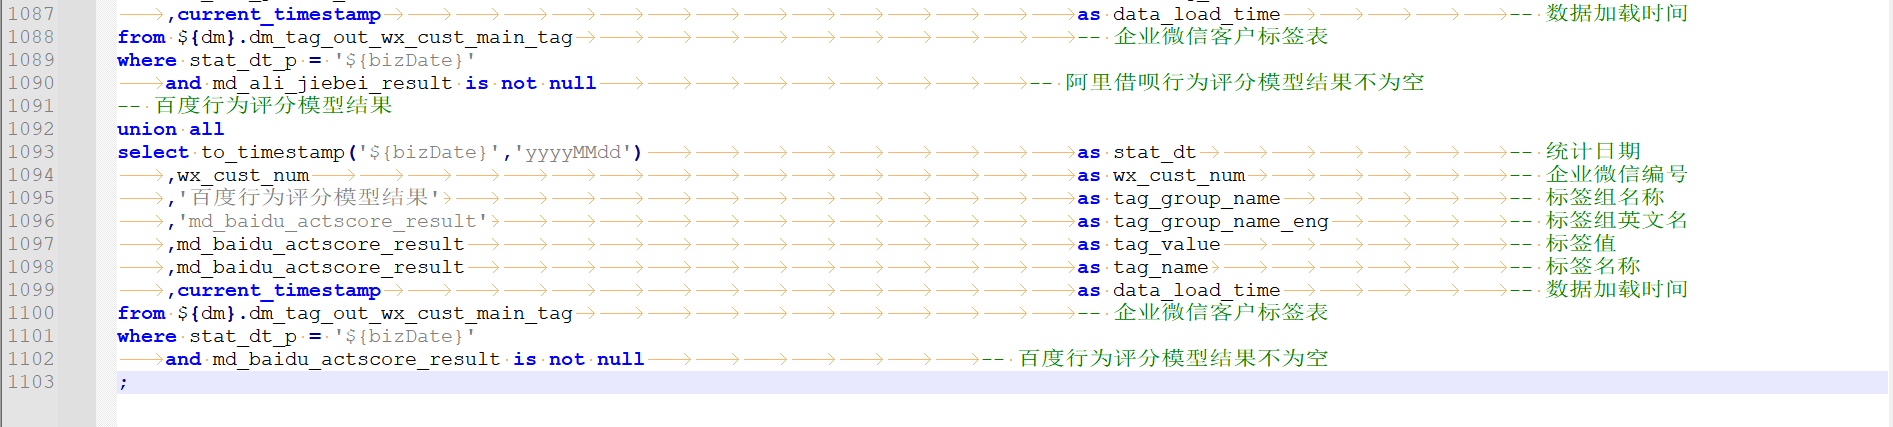 1087 ,current_timestamp as data_load_time -- 数据加载时间
1088 from ${dm}.dm_tag_out_wx_cust_main_tag -- 企业微信客户标签表
1089 where stat_dt_p = '${bizDate}'
1090 and md_ali_jiebei_result is not null -- 阿里借呗行为评分模型结果不为空
1091 -- 百度行为评分模型结果
1092 union all
1093 select to_timestamp('${bizDate}','yyyyMMdd') as stat_dt -- 统计日期
1094 ,wx_cust_num as wx_cust_num -- 企业微信编号
1095 ,'百度行为评分模型结果' as tag_group_name -- 标签组名称
1096 ,'md_baidu_actscore_result' as tag_group_name_eng -- 标签组英文名
1097 ,md_baidu_actscore_result as tag_value -- 标签值
1098 ,md_baidu_actscore_result as tag_name -- 标签名称
1099 ,current_timestamp as data_load_time -- 数据加载时间
1100 from ${dm}.dm_tag_out_wx_cust_main_tag -- 企业微信客户标签表
1101 where stat_dt_p = '${bizDate}'
1102 and md_baidu_actscore_result is not null -- 百度行为评分模型结果不为空
1103 ;